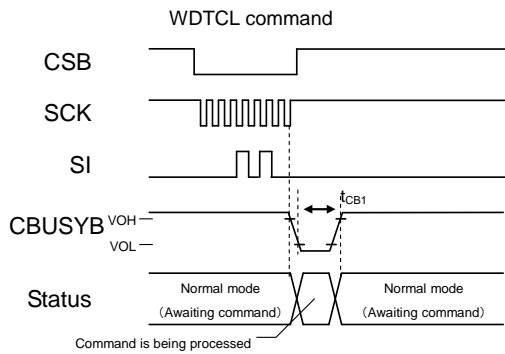 WDTCL command
CSB
SCK
SI
tCB1
CBUSYB
VOH
VOL
Status
Normal mode
(Awaiting command)
Normal mode
(Awaiting command)
Command is being processed